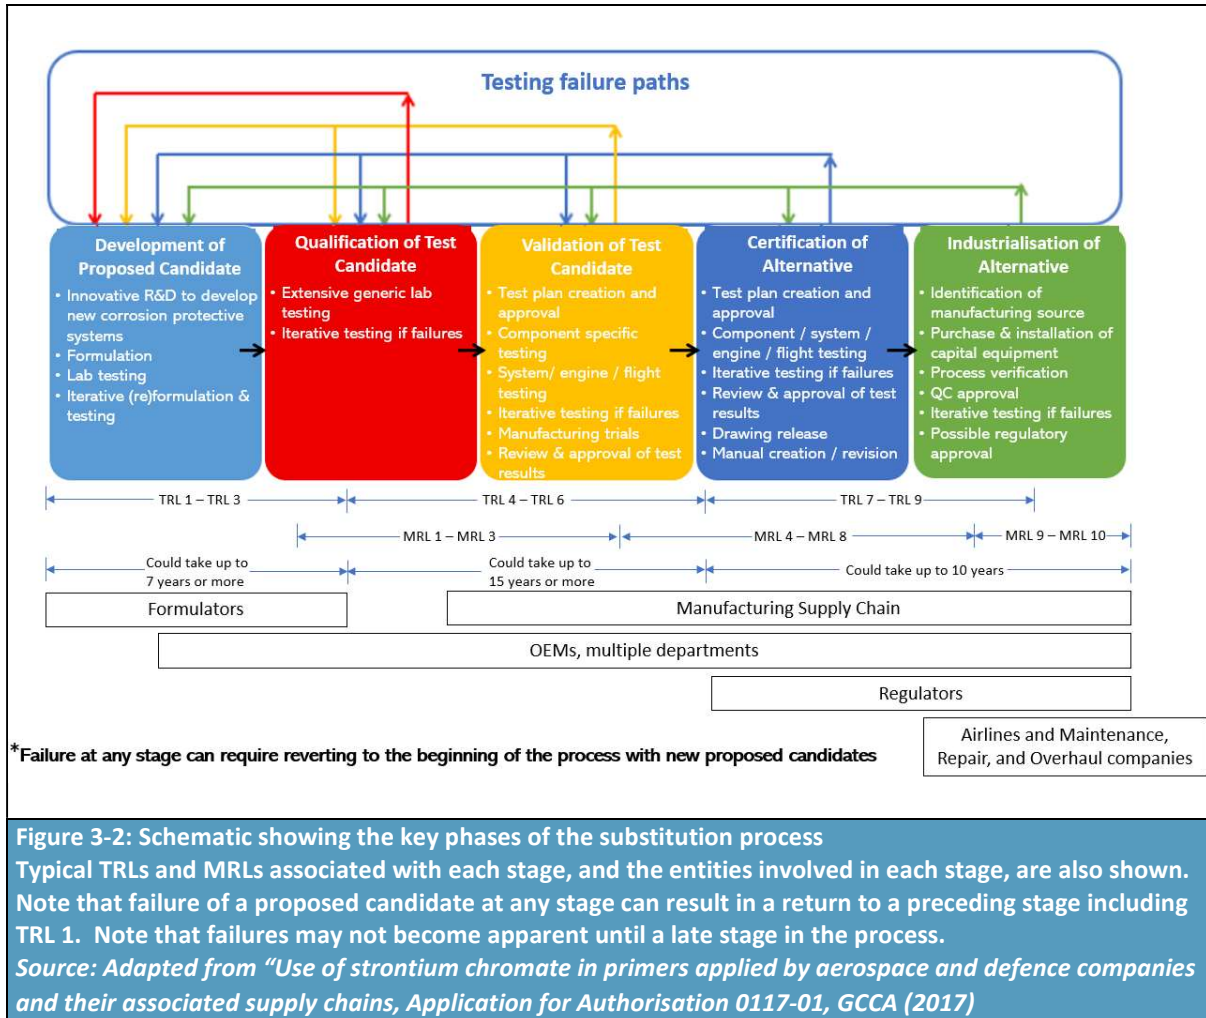 Testing failure paths
Development of
Proposed Candidate
• Innovative R&D to develop
new corrosion protective
systems
• Formulation
• Lab testing
• Iterative (re)formulation &
testing
Qualification of Test
Candidate
• Extensive generic lab
testing
• Iterative testing if failures
Validation of Test
Candidate
• Test plan creation and
approval
• Component specific
testing
• System/ engine / flight
testing
• Iterative testing if failures
• Manufacturing trials
• Review & approval of test
results
Certification of
Alternative
• Test plan creation and
approval
• Component / system /
engine / flight testing
• Iterative testing if failures
• Review & approval of test
results
• Drawing release
• Manual creation / revision
Industrialisation of
Alternative
• Identification of
manufacturing source
• Purchase & installation of
capital equipment
• Process verification
• QC approval
• Iterative testing if failures
• Possible regulatory
approval
TRL 1 – TRL 3
TRL 4 – TRL 6
TRL 7 – TRL 9
MRL 1 – MRL 3
MRL 4 – MRL 8
MRL 9 – MRL 10
Could take up to
7 years or more
Could take up to
15 years or more
Could take up to 10 years
Formulators
Manufacturing Supply Chain
OEMs, multiple departments
Regulators
Airlines and Maintenance,
Repair, and Overhaul companies
*Failure at any stage can require reverting to the beginning of the process with new proposed candidates
Figure 3-2: Schematic showing the key phases of the substitution process
Typical TRLs and MRLs associated with each stage, and the entities involved in each stage, are also shown.
Note that failure of a proposed candidate at any stage can result in a return to a preceding stage including
TRL 1. Note that failures may not become apparent until a late stage in the process.
Source: Adapted from “Use of strontium chromate in primers applied by aerospace and defence companies
and their associated supply chains, Application for Authorisation 0117-01, GCCA (2017)